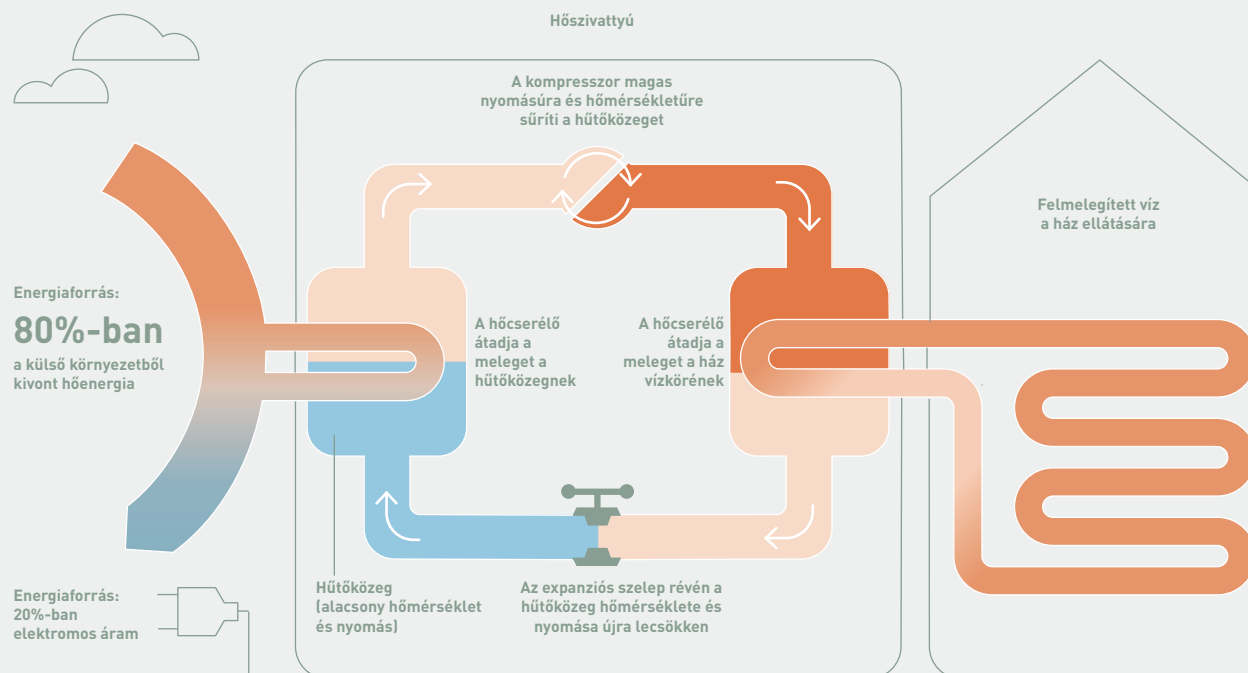 Hőszivattyú
A kompresszor magas
nyomásúra és hőmérsékletűre
sűríti a hűtőközeget
Felmelegített víz
a ház ellátására
Energiaforrás:
80%-ban
a külső környezetből
kivont hőenergia
A hőcserélő
átadja a
meleget a
hűtőközegnek
A hőcserélő
átadja a
meleget a ház
vízkörének
Energiaforrás:
20%-ban
elektromos áram
Hűtőközeg
(alacsony hőmérséklet
és nyomás)
Az expanziós szelep révén a
hűtőközeg hőmérséklete és
nyomása újra lecsökken